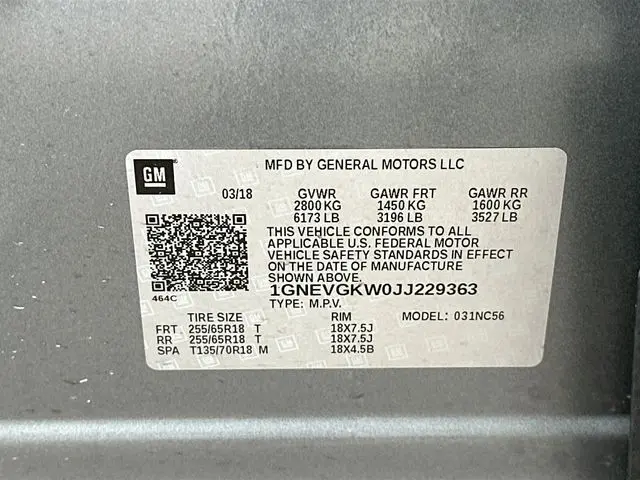 GM
MFD BY GENERAL MOTORS LLC
03/18 GVWR GAWR FRT GAWR RR
2800 KG 1450 KG 1600 KG
6173 LB 3196 LB 3527 LB
THIS VEHICLE CONFORMS TO ALL
APPLICABLE U.S. FEDERAL MOTOR
VEHICLE SAFETY STANDARDS IN EFFECT
ON THE DATE OF MANUFACTURE
SHOWN ABOVE.
464C
1GNEVGKW0JJ229363
TYPE: M.P.V.
TIRE SIZE RIM MODEL: 031NC56
FRT 255/65R18 T 18X7.5J
RR 255/65R18 T 18X7.5J
SPA T135/70R18 M 18X4.5B